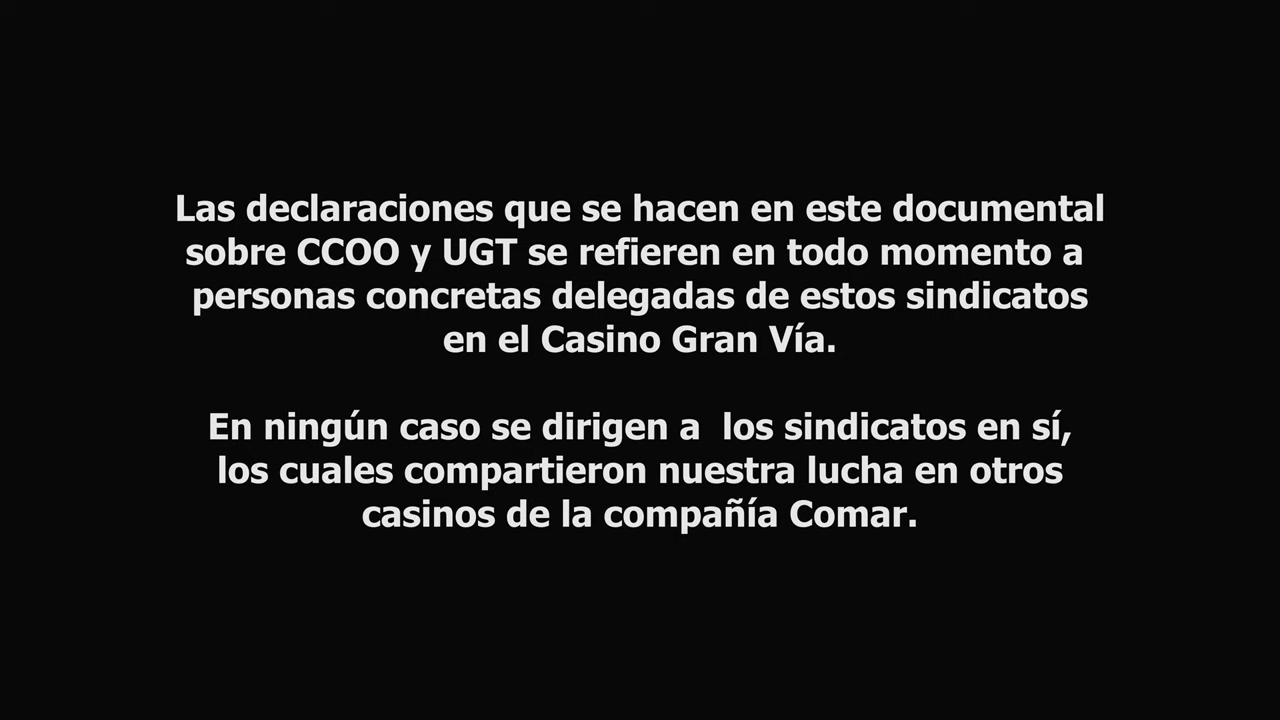 Las declaraciones que se hacen en este documental
sobre CCOO y UGT se refieren en todo momento a
personas concretas delegadas de estos sindicatos
en el Casino Gran Vía.
En ningún caso se dirigen a  los sindicatos en sí,
los cuales compartieron nuestra lucha en otros
casinos de la compañía Comar.